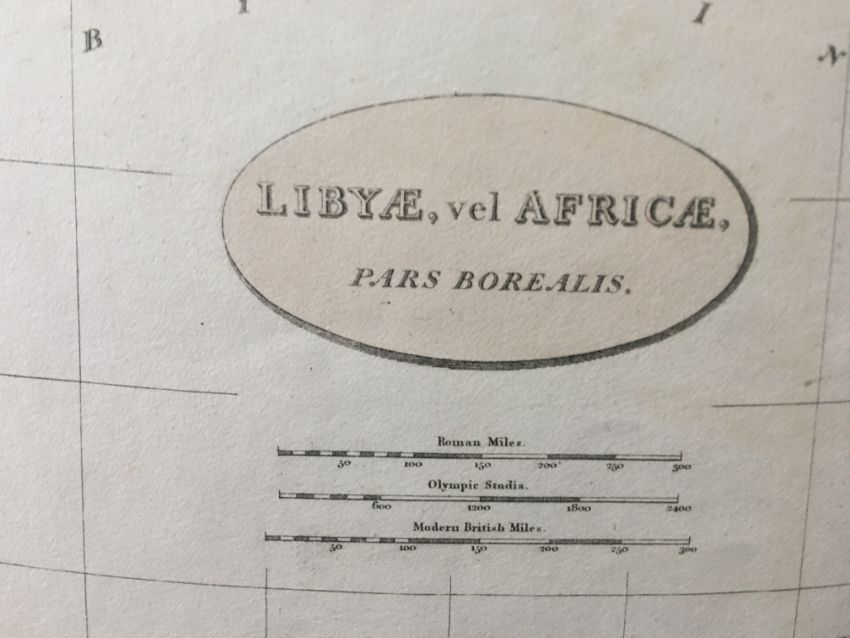 B I I N
LIBYÆ, vel AFRICÆ,
PARS BOREALIS.
Roman Miles.
50 100 150 200 250 300
Olympic Stadia.
600 1200 1800 2400
Modern British Miles.
50 100 150 200 250 300